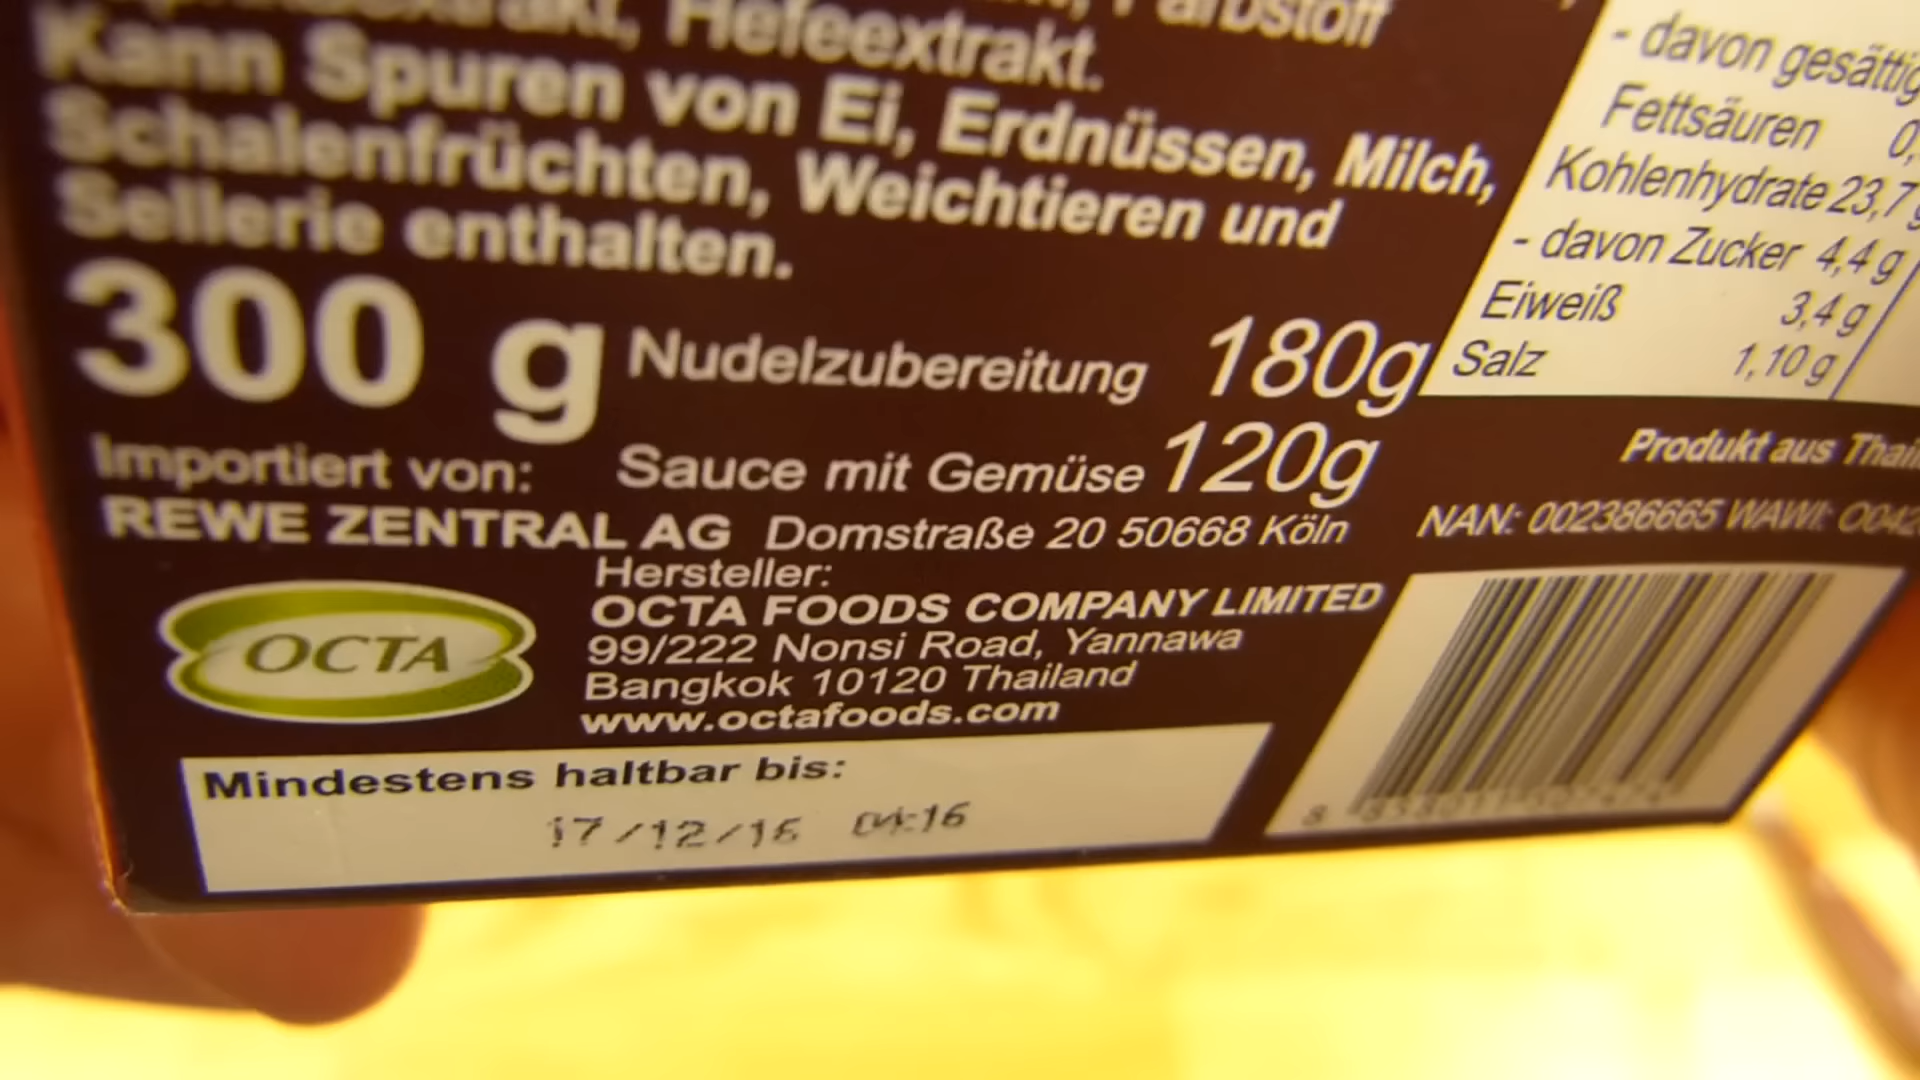 Hefeextrakt.
Farbstoff
Kann Spuren von Ei, Erdnüssen, Milch,
Schalenfrüchten, Weichtieren und
Sellerie enthalten.
300 g Nudelzubereitung 180g
Sauce mit Gemüse 120g
Importiert von:
REWE ZENTRAL AG Domstraße 20 50668 Köln
Hersteller:
OCTA FOODS COMPANY LIMITED
99/222 Nonsi Road, Yannawa
Bangkok 10120 Thailand
www.octafoods.com
OCTA
Mindestens haltbar bis:
17/12/16 04:16
- davon gesättig
Fettsäuren 0,
Kohlenhydrate 23,7 g
- davon Zucker 4,4 g
Eiweiß 3,4 g
Salz 1,10 g
Produkt aus Thai
NAN: 002386665 WAWI: 0042